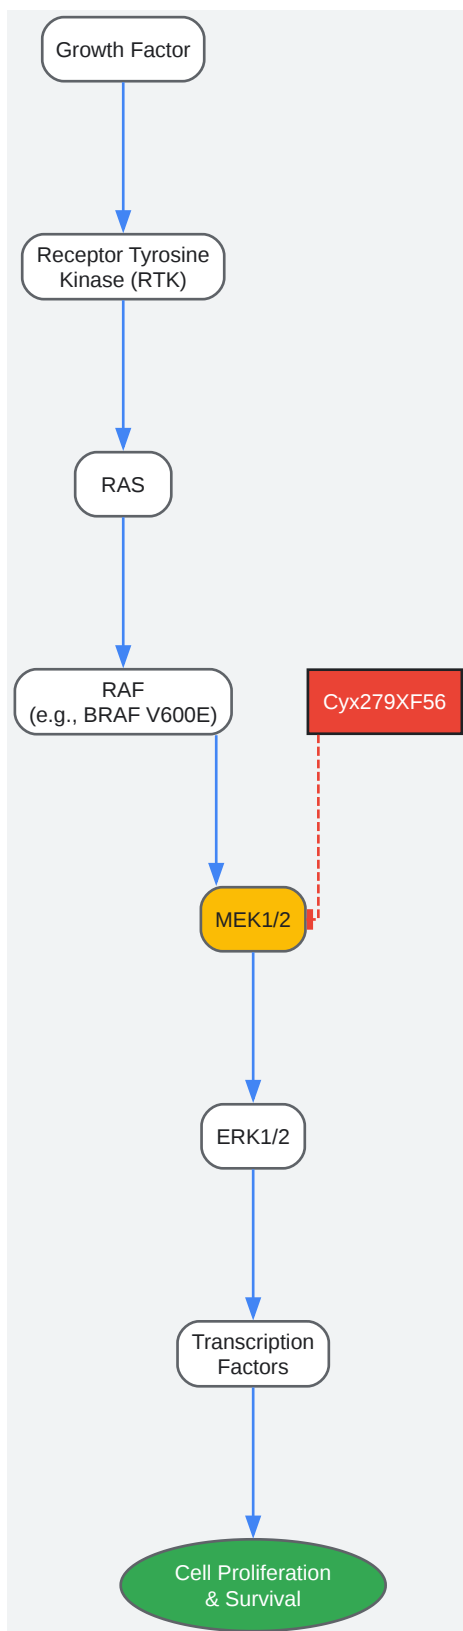 Growth Factor
Receptor Tyrosine
Kinase (RTK)
RAS
RAF
(e.g., BRAF V600E)
Cyx279XF56
MEK1/2
ERK1/2
Transcription
Factors
Cell Proliferation
& Survival